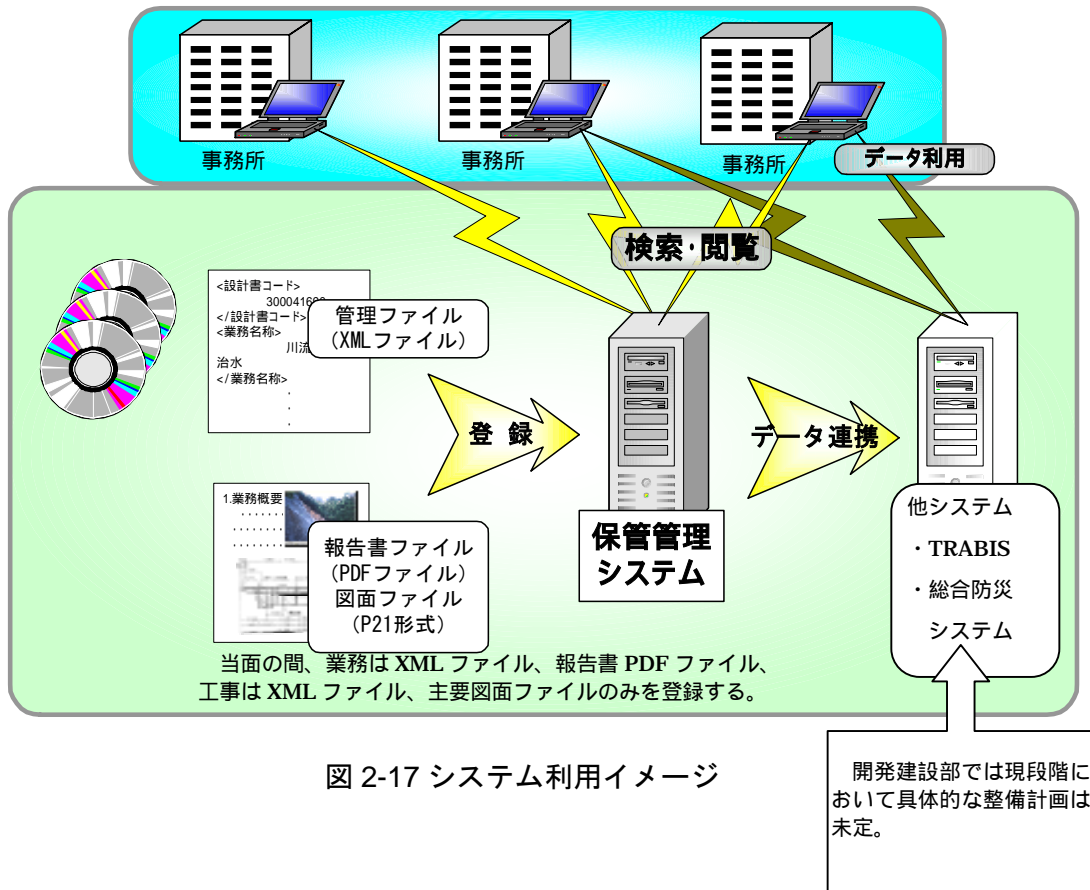 事務所
事務所
事務所
データ利用
検索・閲覧
<設計書コード>
</設計書コード>
<業務名称>
川流
治水
</業務名称>
・
・
・
管理ファイル
(XMLファイル)
登 録
データ連携
1.業務概要
・・・・・・
・・・・・
・・・・・
報告書ファイル
(PDFファイル)
図面ファイル
(P21形式)
保管管理
システム
他システム
・TRABIS
・総合防災
システム
当面の間、業務は XML ファイル、報告書 PDF ファイル、
工事は XML ファイル、主要図面ファイルのみを登録する。
図 2-17 システム利用イメージ
開発建設部では現段階に
おいて具体的な整備計画は
未定。